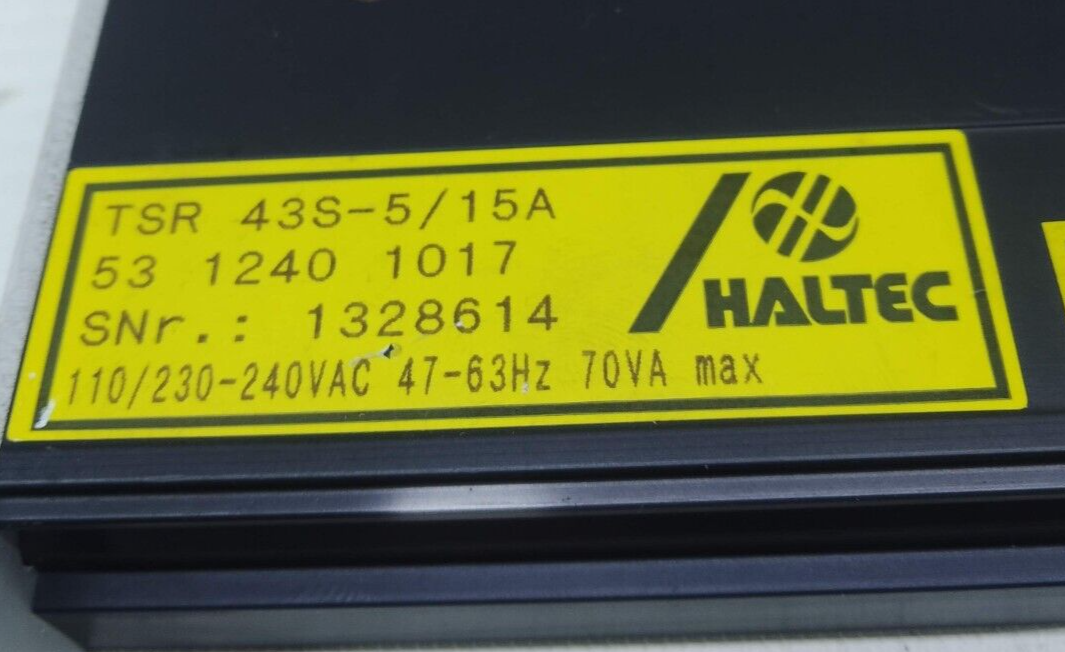 TSR 43S-5/15A
53 1240 1017
SNr.: 1328614
110/230-240VAC 47-63Hz 70VA max
HALTEC